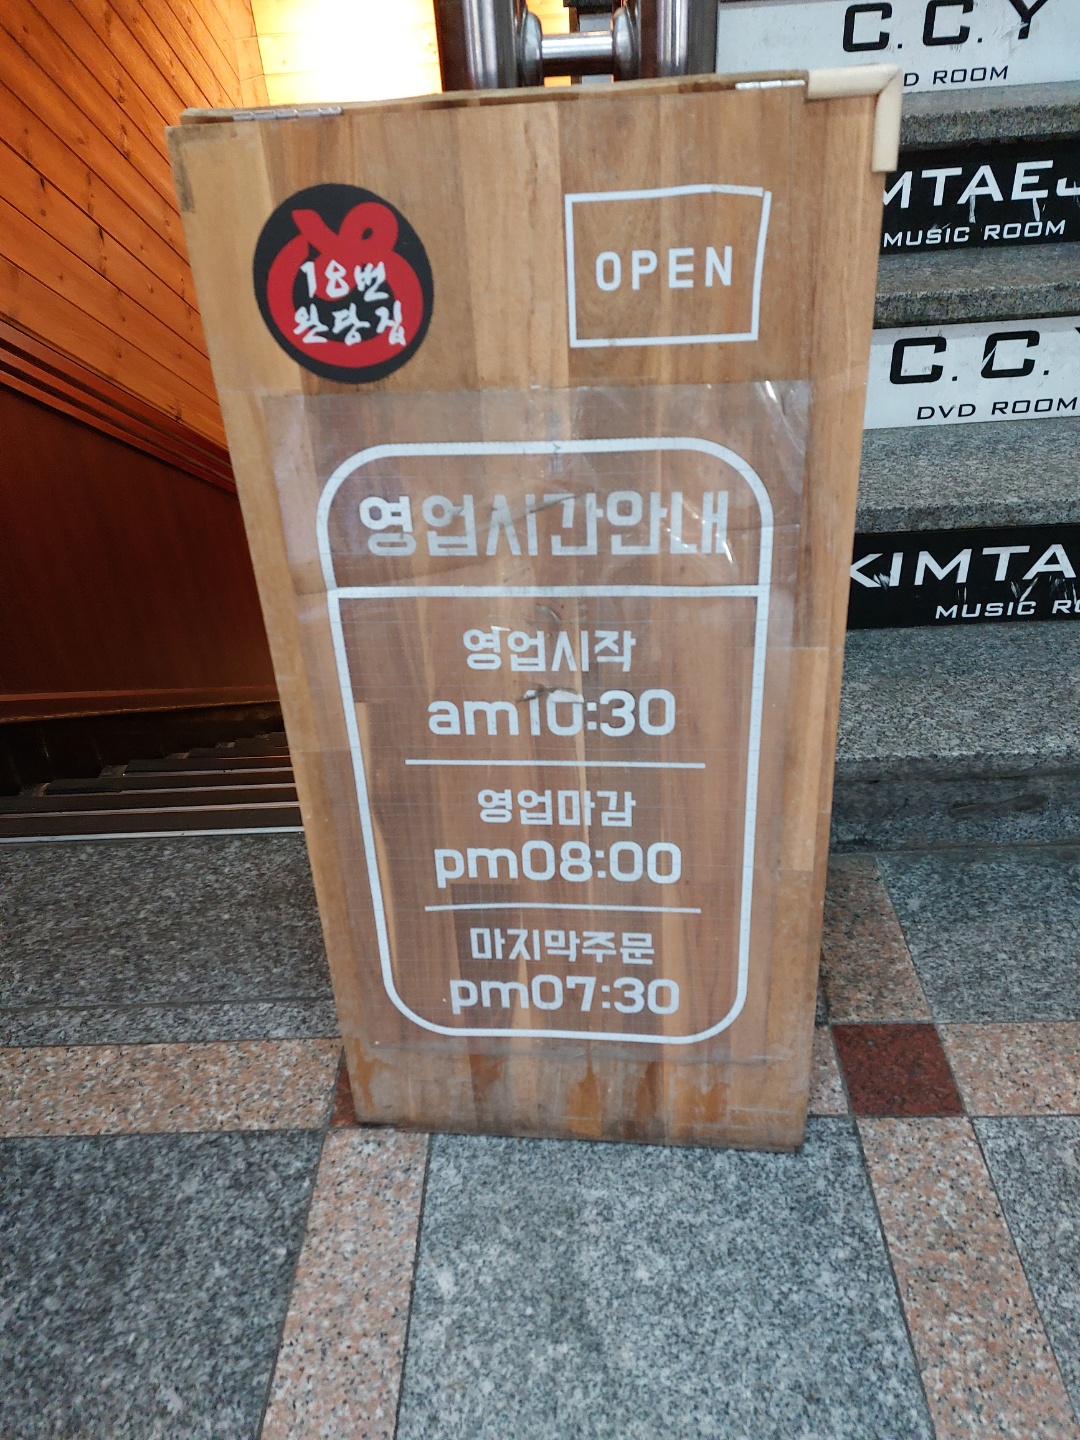 18번
완당집
OPEN
영업시간안내
영업시작
am10:30
영업마감
pm08:00
마지막주문
pm07:30
C.C.Y
D ROOM
MTAE
MUSIC ROOM
C.C.
DVD ROOM
KIMTA
MUSIC